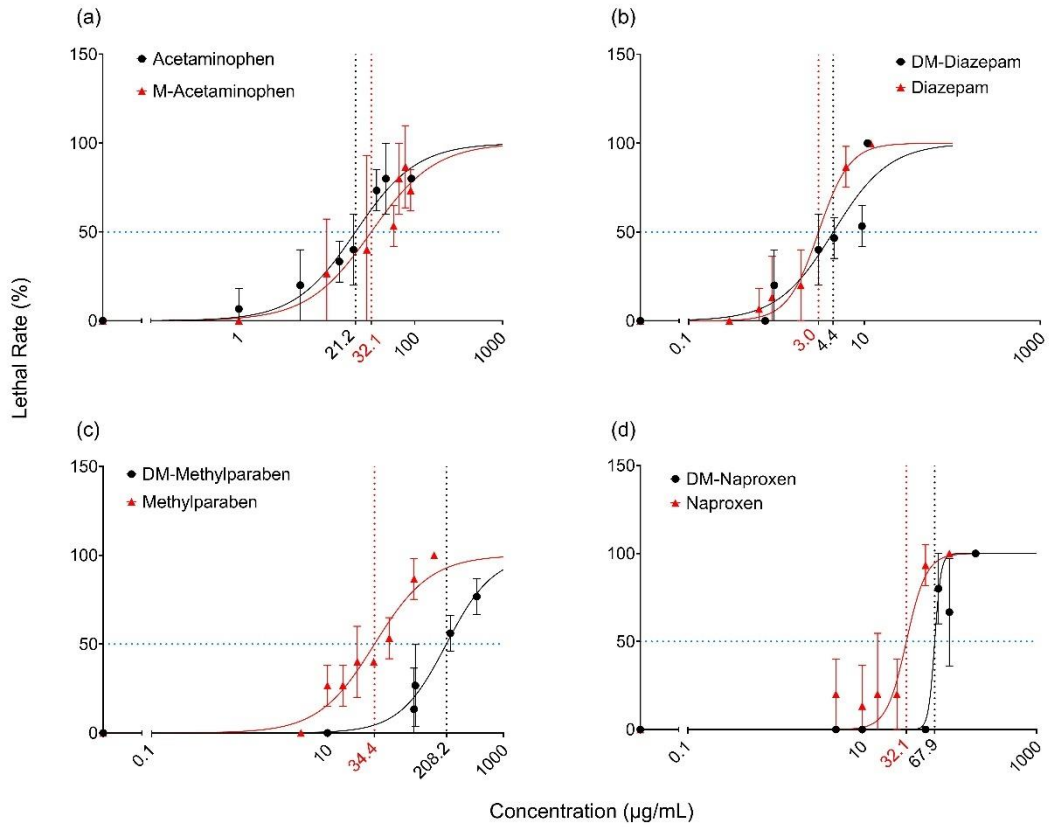 (a)
Acetaminophen
M-Acetaminophen
150
100
50
0
1
21.2
32.1
100
1000
(b)
DM-Diazepam
Diazepam
150
100
50
0
0.1
3.0
4.4
10
1000
Lethal Rate (%)
(c)
DM-Methylparaben
Methylparaben
150
100
50
0
0.1
10
34.4
208.2
1000
(d)
DM-Naproxen
Naproxen
150
100
50
0
0.1
10
32.1
67.9
1000
Concentration (µg/mL)